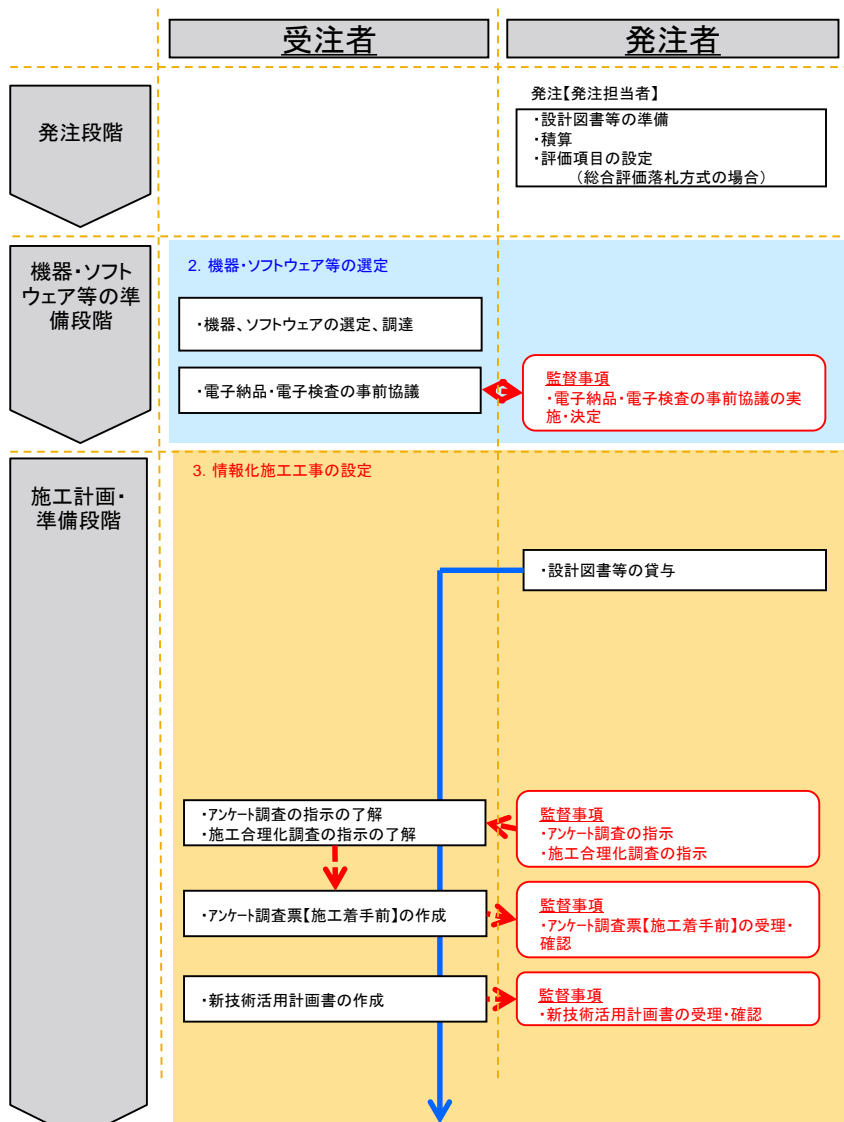 受注者
発注者
発注段階
発注【発注担当者】
・設計図書等の準備
・積算
・評価項目の設定
（総合評価落札方式の場合）
機器・ソフト
ウェア等の準
備段階
2. 機器・ソフトウェア等の選定
・機器、ソフトウェアの選定、調達
・電子納品・電子検査の事前協議
監督事項
・電子納品・電子検査の事前協議の実
施・決定
施工計画・
準備段階
3. 情報化施工工事の設定
・設計図書等の貸与
・アンケート調査の指示の了解
・施工合理化調査の指示の了解
監督事項
・アンケート調査の指示
・施工合理化調査の指示
・アンケート調査票【施工着手前】の作成
監督事項
・アンケート調査票【施工着手前】の受理・
確認
・新技術活用計画書の作成
監督事項
・新技術活用計画書の受理・確認